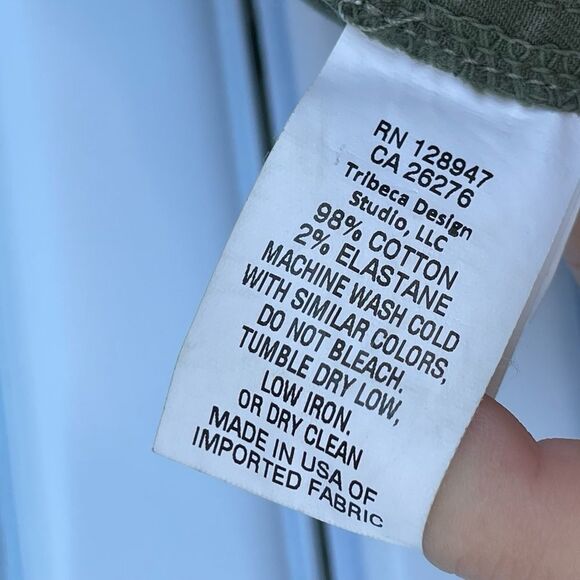 RN 128947
CA 26276
Tribeca Design
Studio, LLC
98% COTTON
2% ELASTANE
MACHINE WASH COLD
WITH SIMILAR COLORS,
DO NOT BLEACH.
TUMBLE DRY LOW,
LOW IRON.
OR DRY CLEAN
MADE IN USA OF
IMPORTED FABRIC